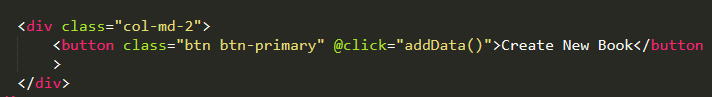 <div class="col-md-2">
<button class="btn btn-primary" @click="addData()">Create New Book</button
>
</div>